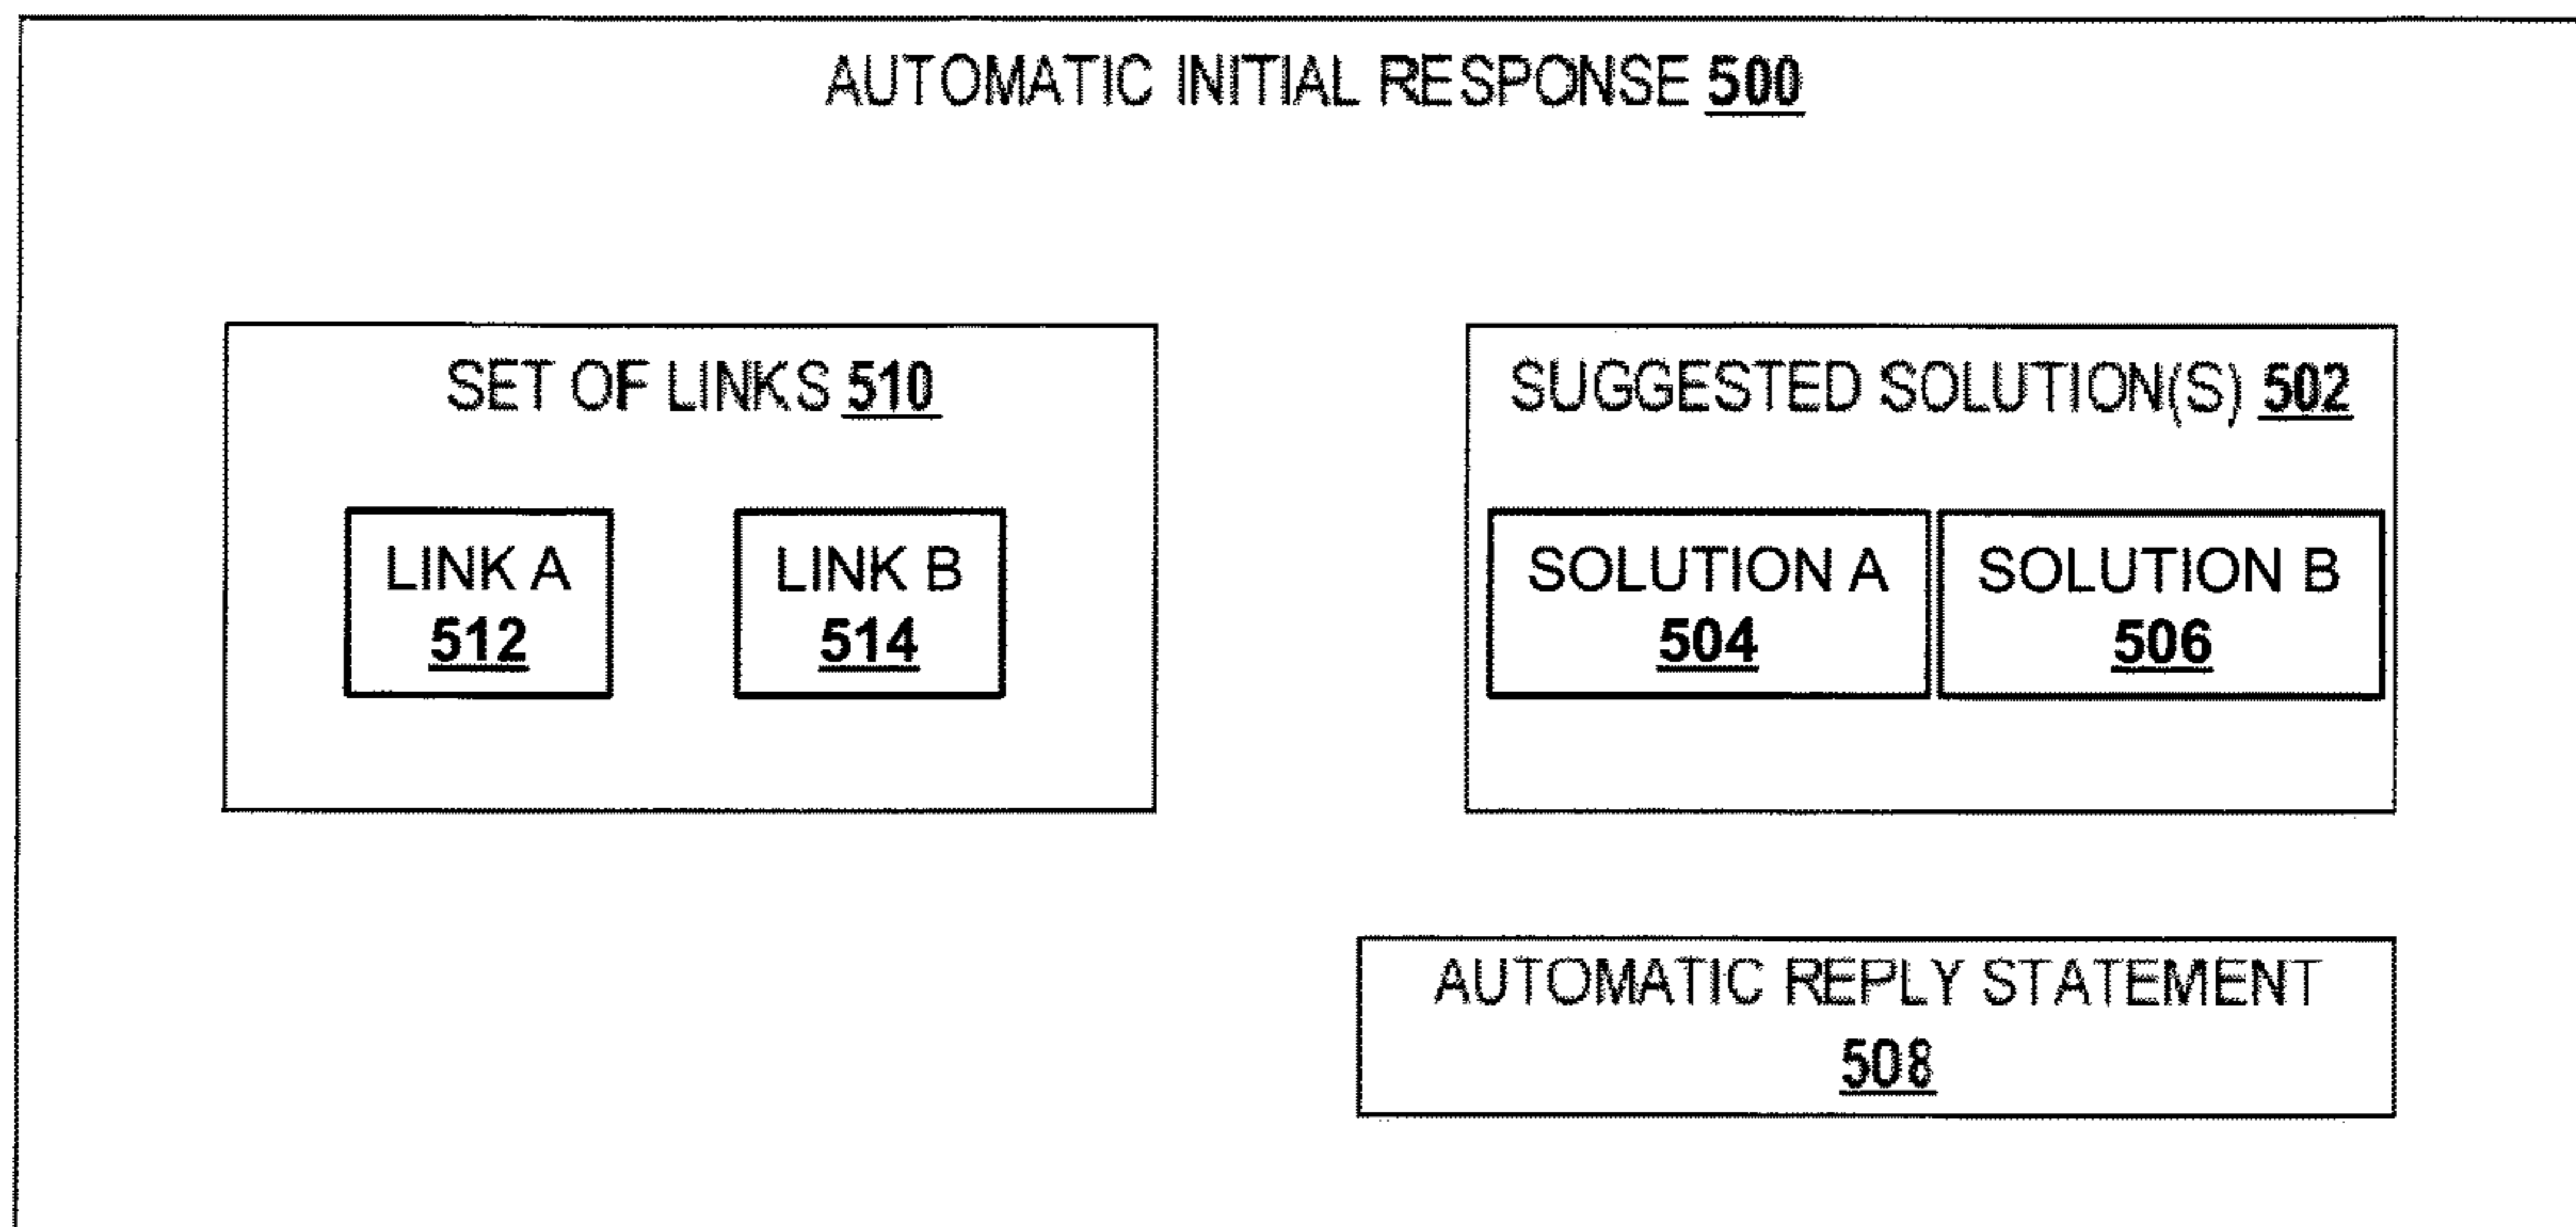 AUTOMATIC INITIAL RESPONSE 500
SET OF LINKS 510
LINK A
512
LINK B
514
SUGGESTED SOLUTION(S) 502
SOLUTION A
504
SOLUTION B
506
AUTOMATIC REPLY STATEMENT
508